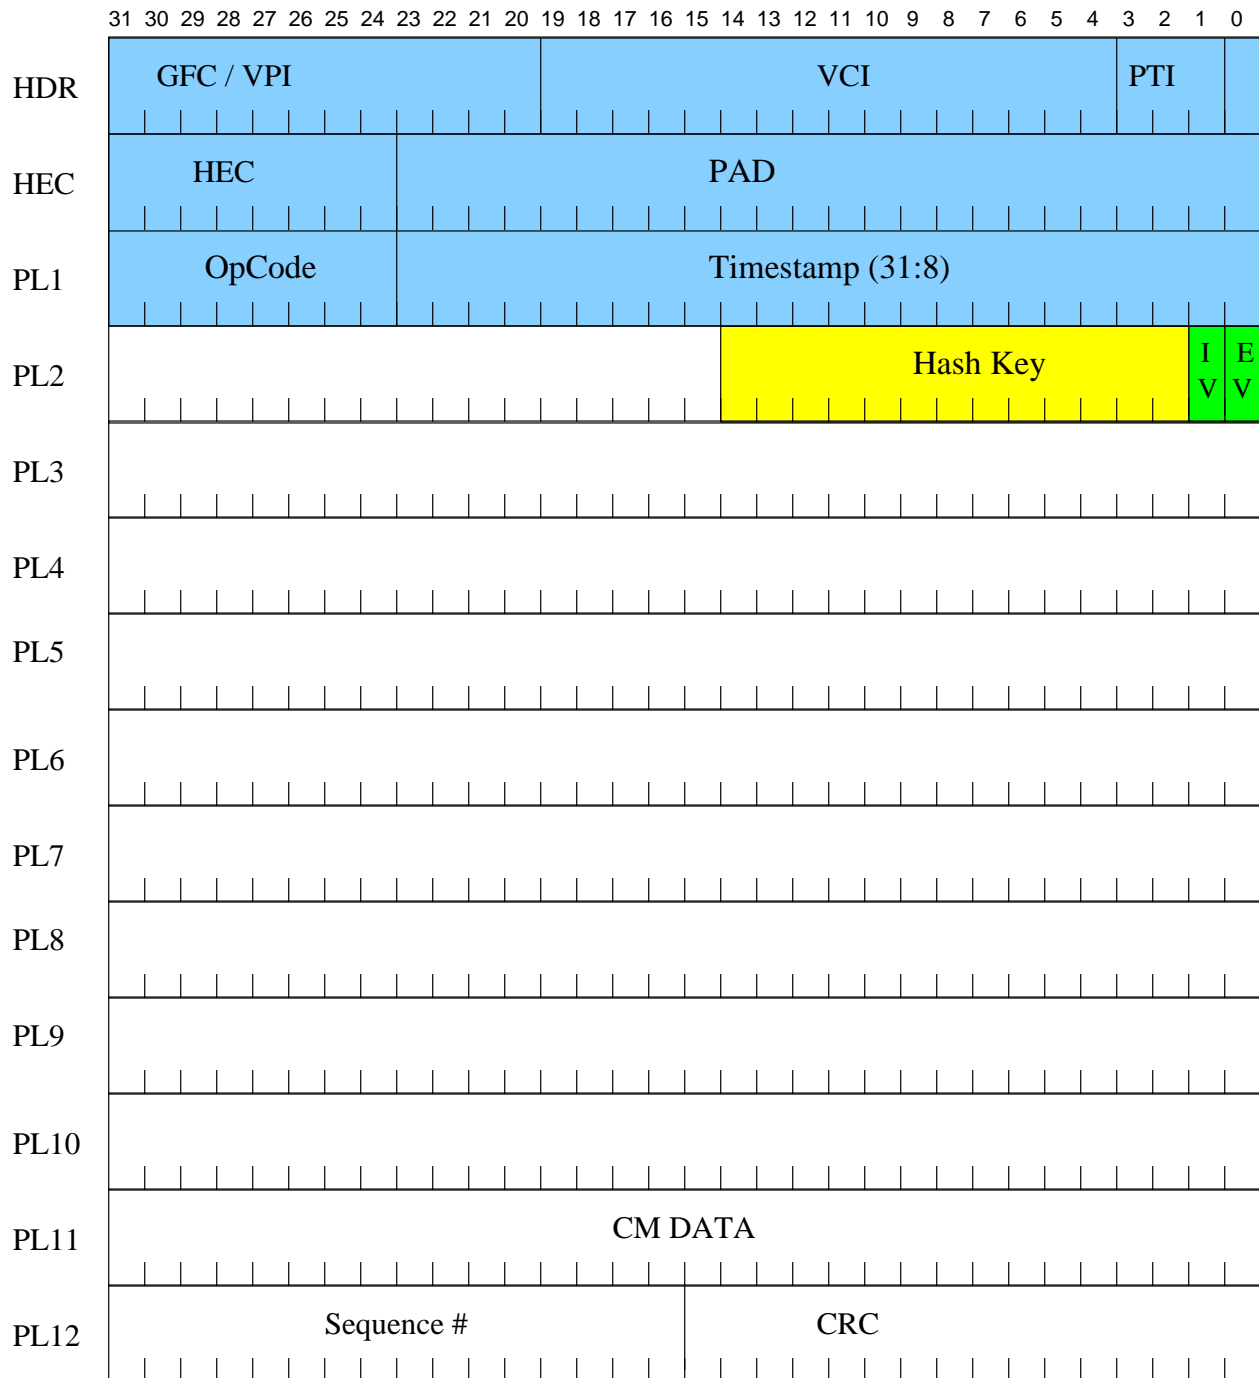 31 30 29 28 27 26 25 24 23 22 21 20 19 18 17 16 15 14 13 12 11 10 9 8 7 6 5 4 3 2 1 0
HDR GFC / VPI VCI PTI
HEC HEC PAD
PL1 OpCode Timestamp (31:8)
PL2 Hash Key I E
V V
PL3
PL4
PL5
PL6
PL7
PL8
PL9
PL10
PL11 CM DATA
PL12 Sequence # CRC